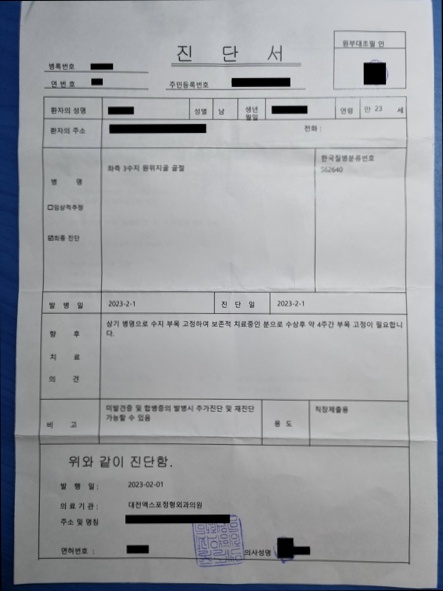 진 단 서
원부대조필 인
병록번호
연 번 호
주민등록번호
환자의 성명 성별 남 생년월일 연령 만 23 세
환자의 주소 전화 :
병 명
좌측 3수지 원위지골 골절
한국질병분류번호
S62640
□임상적추정
☑최종 진단
발 병 일 2023-2-1 진 단 일 2023-2-1
향 후 치 료 의 견
상기 병명으로 수지 부목 고정하여 보존적 치료중인 분으로 수상후 약 4주간 부목 고정이 필요합니
다.
비 고
미발견증 및 합병증의 발병시 추가진단 및 재진단
가능할 수 있음
용 도
직장제출용
위와 같이 진단함.
발 행 일 : 2023-02-01
의 료 기 관 : 대전엑스포정형외과의원
주소 및 명칭
면허번호 : 의사성명